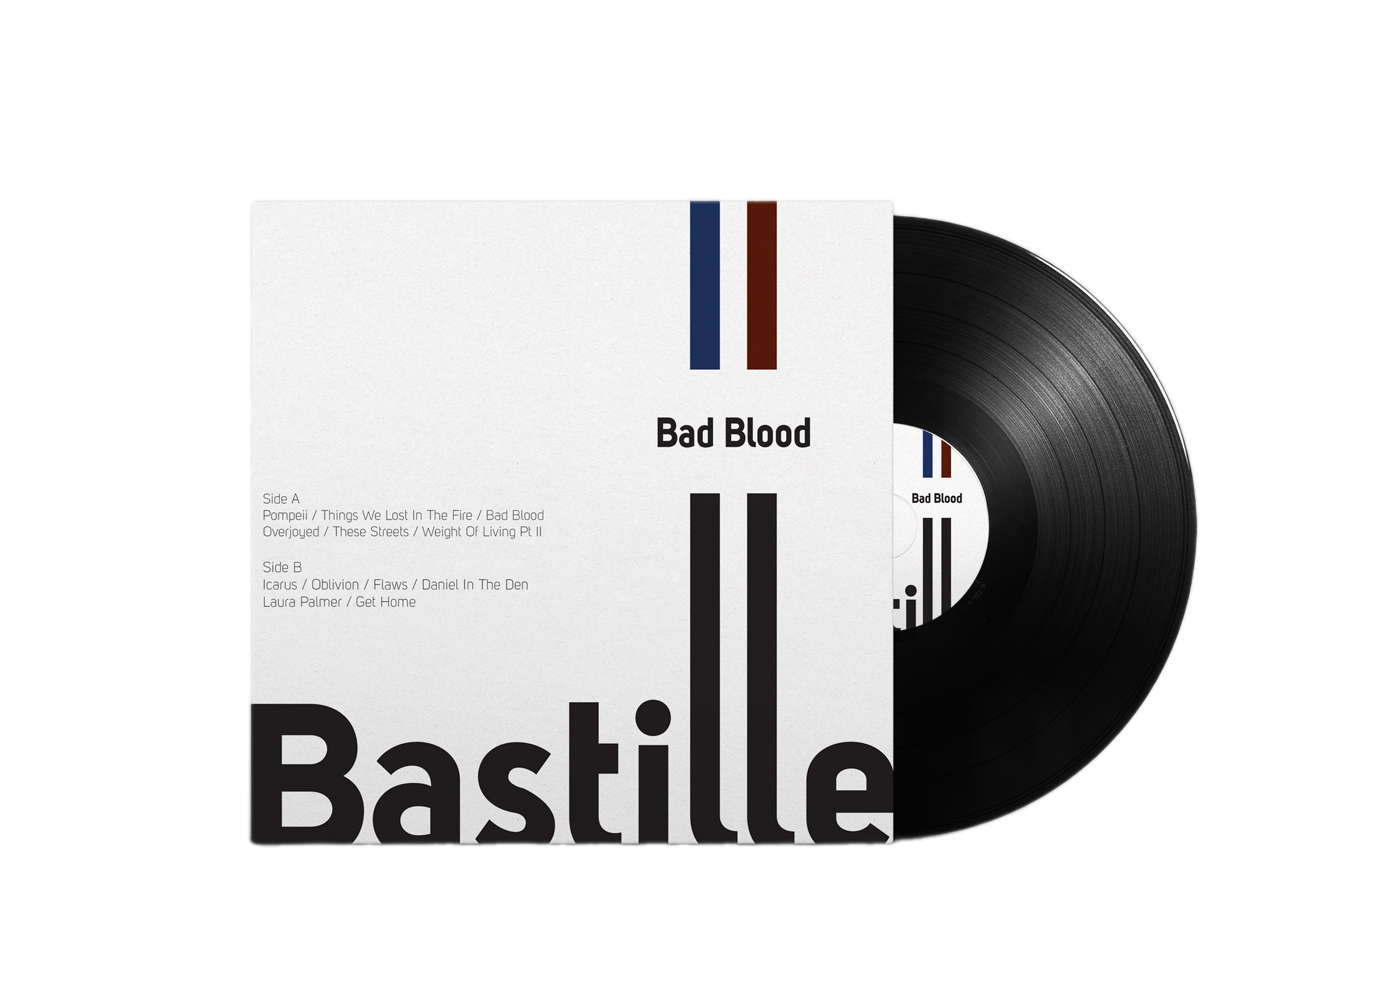 Bad Blood
Side A
Pompeii / Things We Lost In The Fire / Bad Blood
Overjoyed / These Streets / Weight Of Living Pt II
Side B
Icarus / Oblivion / Flaws / Daniel In The Den
Laura Palmer / Get Home
Bastille
Bad Blood
till